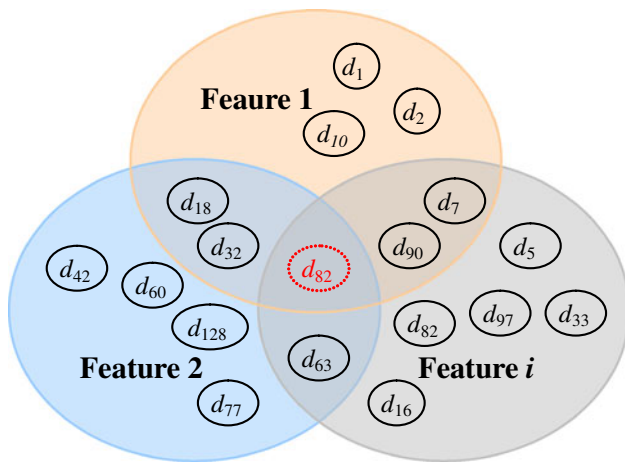 d1
Feaure 1
d2
d10
d18
d7
d32
d90
d5
d42
d82
d60
d128
d82
d97
d33
Feature 2
d63
Feature i
d77
d16